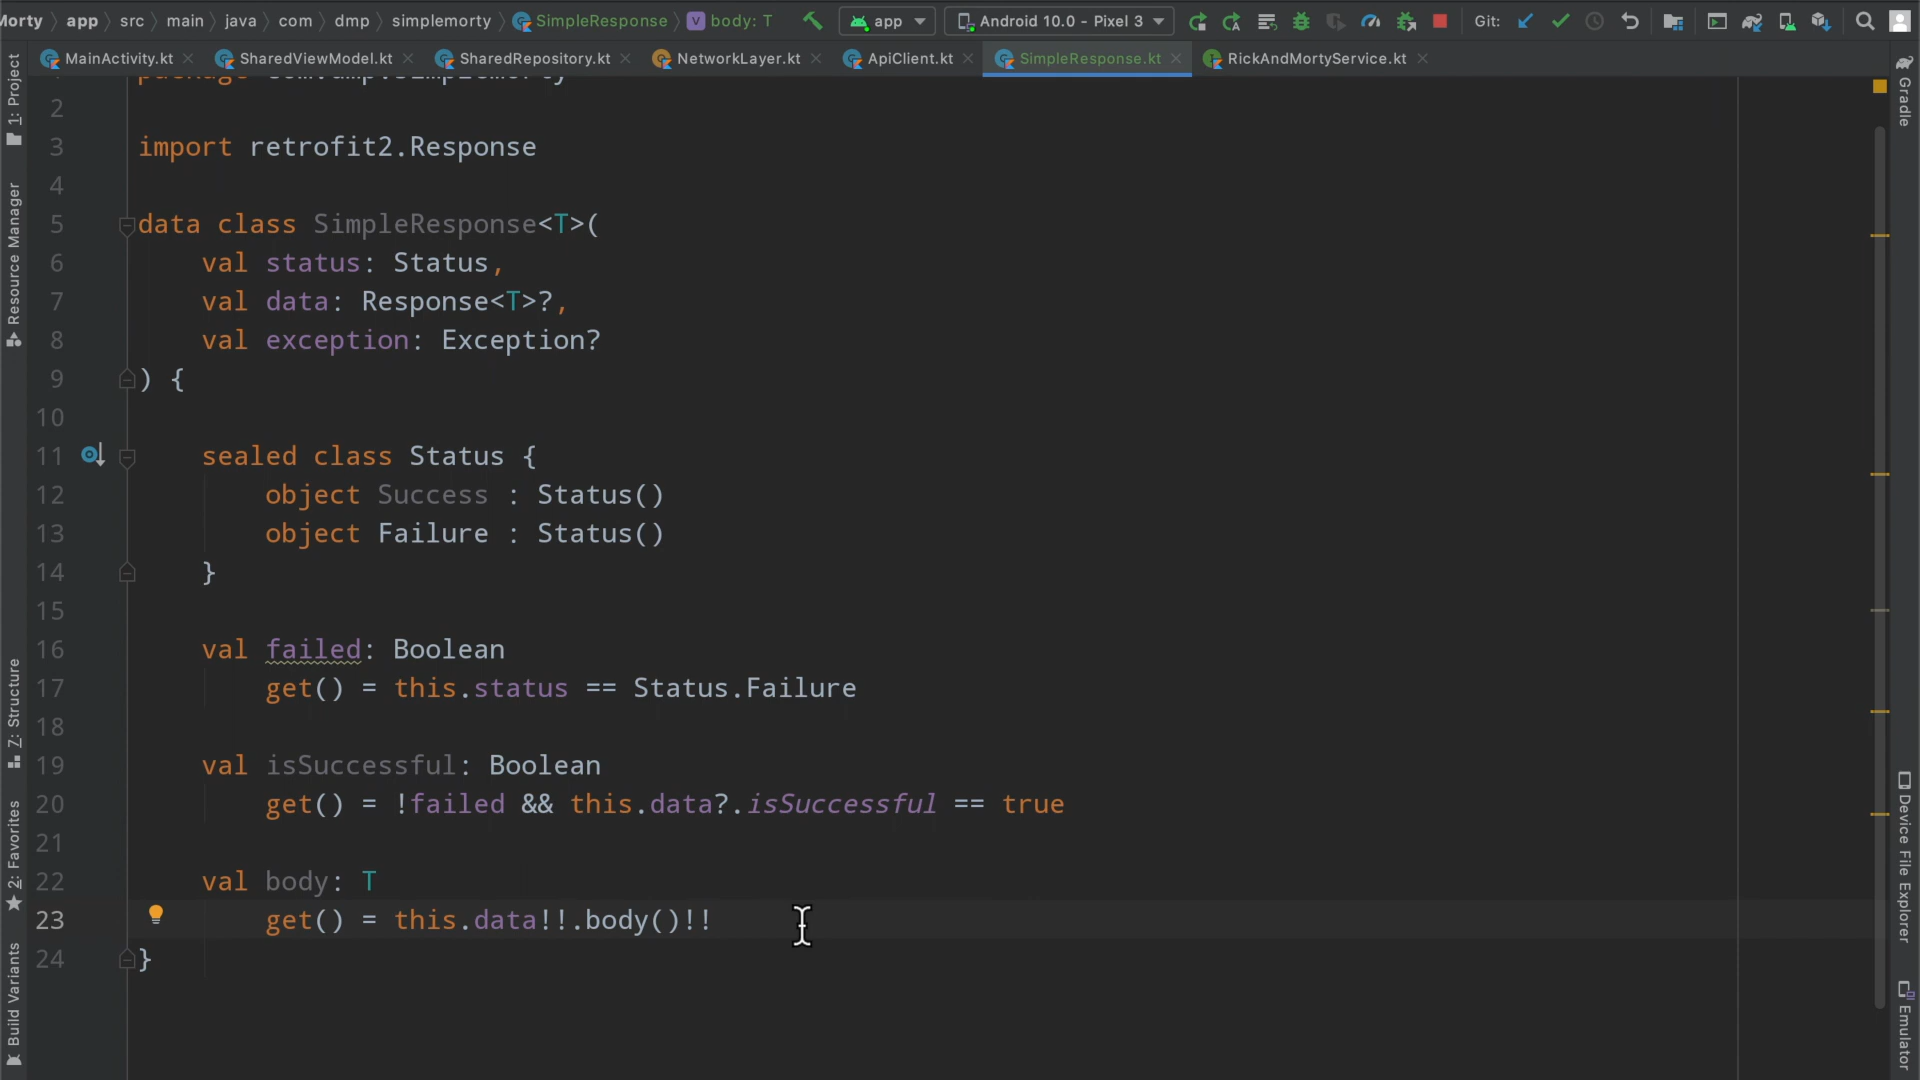 Morty > app > src > main > java > com > dmp > simplemorty > SimpleResponse > V body: T app Android 10.0 - Pixel 3 Git:
MainActivity.kt SharedViewModel.kt SharedRepository.kt NetworkLayer.kt ApiClient.kt SimpleResponse.kt RickAndMortyService.kt
package com.dmp.simplemorty
2
3 import retrofit2.Response
4
5 data class SimpleResponse<T>(
6 val status: Status,
7 val data: Response<T>?,
8 val exception: Exception?
9 ) {
10
11 sealed class Status {
12 object Success : Status()
13 object Failure : Status()
14 }
15
16 val failed: Boolean
17 get() = this.status == Status.Failure
18
19 val isSuccessful: Boolean
20 get() = !failed && this.data?.isSuccessful == true
21
22 val body: T
23 get() = this.data!!.body()!!
24 }
1: Project
Resource Manager
Z: Structure
2: Favorites
Build Variants
Gradle
Device File Explorer
Emulator